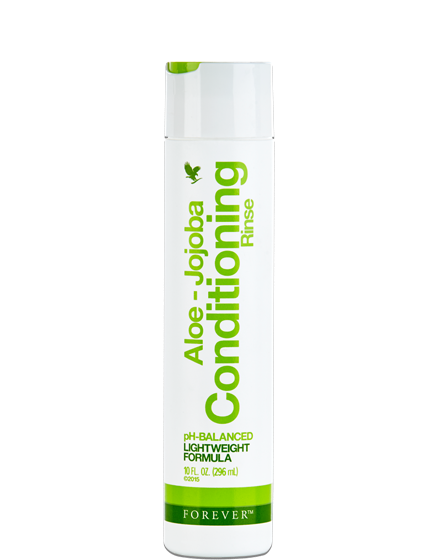 Aloe - Jojoba
Conditioning
Rinse
pH-BALANCED
LIGHTWEIGHT
FORMULA
10 FL. OZ. (296 mL)
©2015
FOREVER™